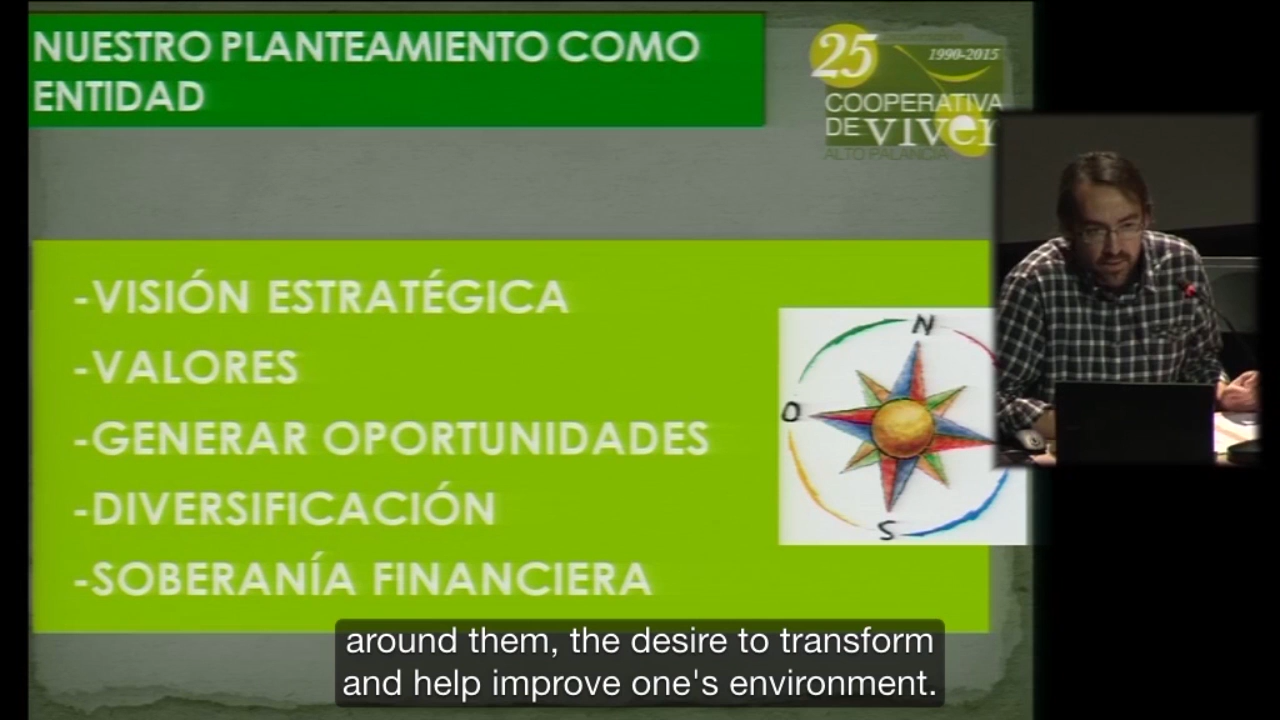 NUESTRO PLANTEAMIENTO COMO
ENTIDAD
25
1990-2015
COOPERATIVA
DE viver
ALTO PALANCIA
-VISIÓN ESTRATÉGICA
-VALORES
-GENERAR OPORTUNIDADES
-DIVERSIFICACIÓN
-SOBERANÍA FINANCIERA
N
O
S
around them, the desire to transform
and help improve one's environment.